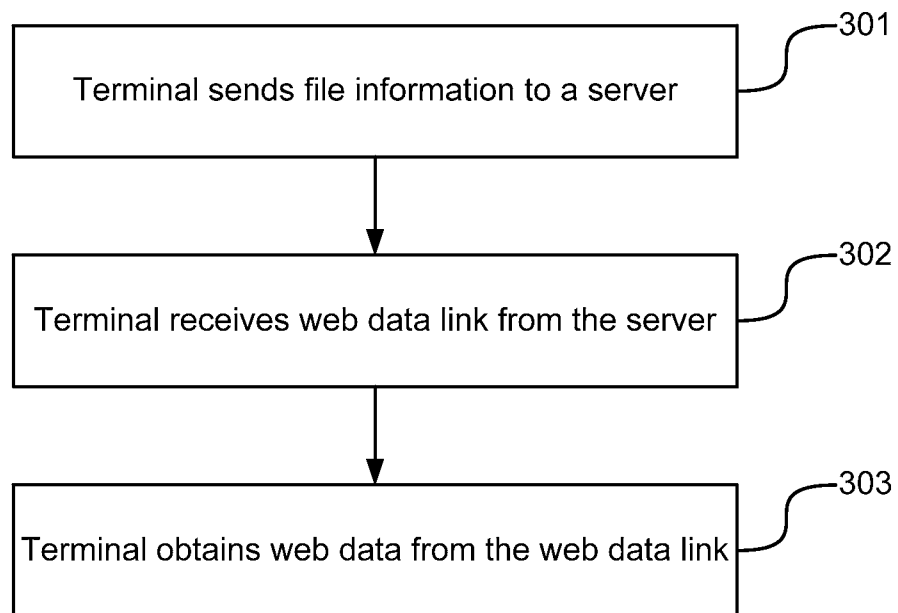 301
Terminal sends file information to a server
302
Terminal receives web data link from the server
303
Terminal obtains web data from the web data link